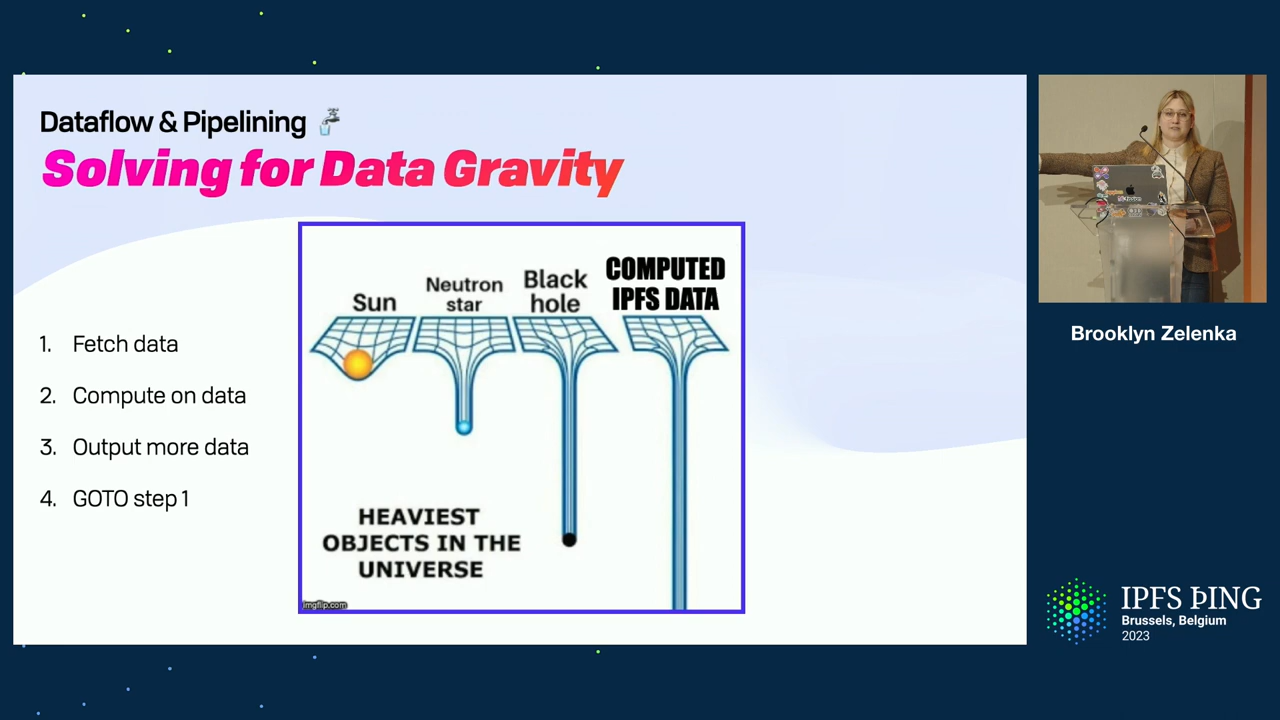 Dataflow & Pipelining
Solving for Data Gravity
1. Fetch data
2. Compute on data
3. Output more data
4. GOTO step 1
Sun
Neutron
star
Black
hole
COMPUTED
IPFS DATA
HEAVIEST
OBJECTS IN THE
UNIVERSE
imgflip.com
Brooklyn Zelenka
IPFS ÞING
Brussels, Belgium
2023